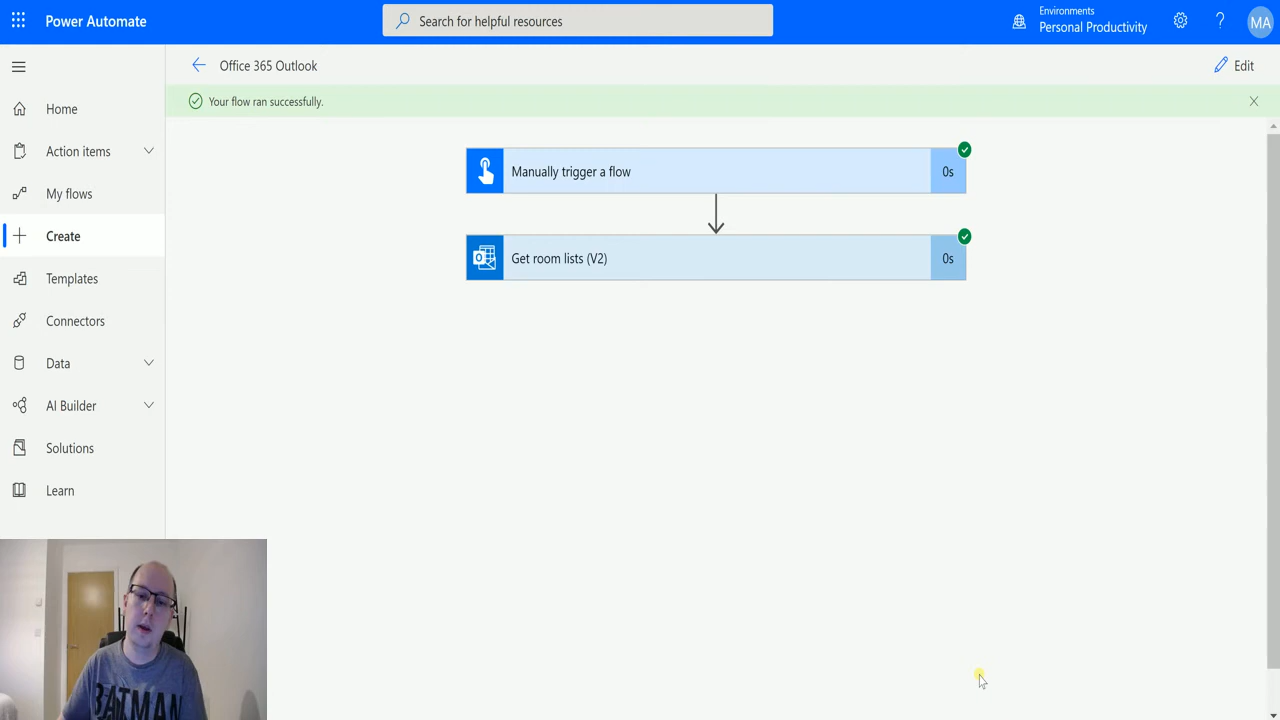 Power Automate
Search for helpful resources
Environments
Personal Productivity
MA
Office 365 Outlook
Edit
Your flow ran successfully.
Home
Action items
My flows
Create
Templates
Connectors
Data
AI Builder
Solutions
Learn
Manually trigger a flow
0s
Get room lists (V2)
0s
BATMAN